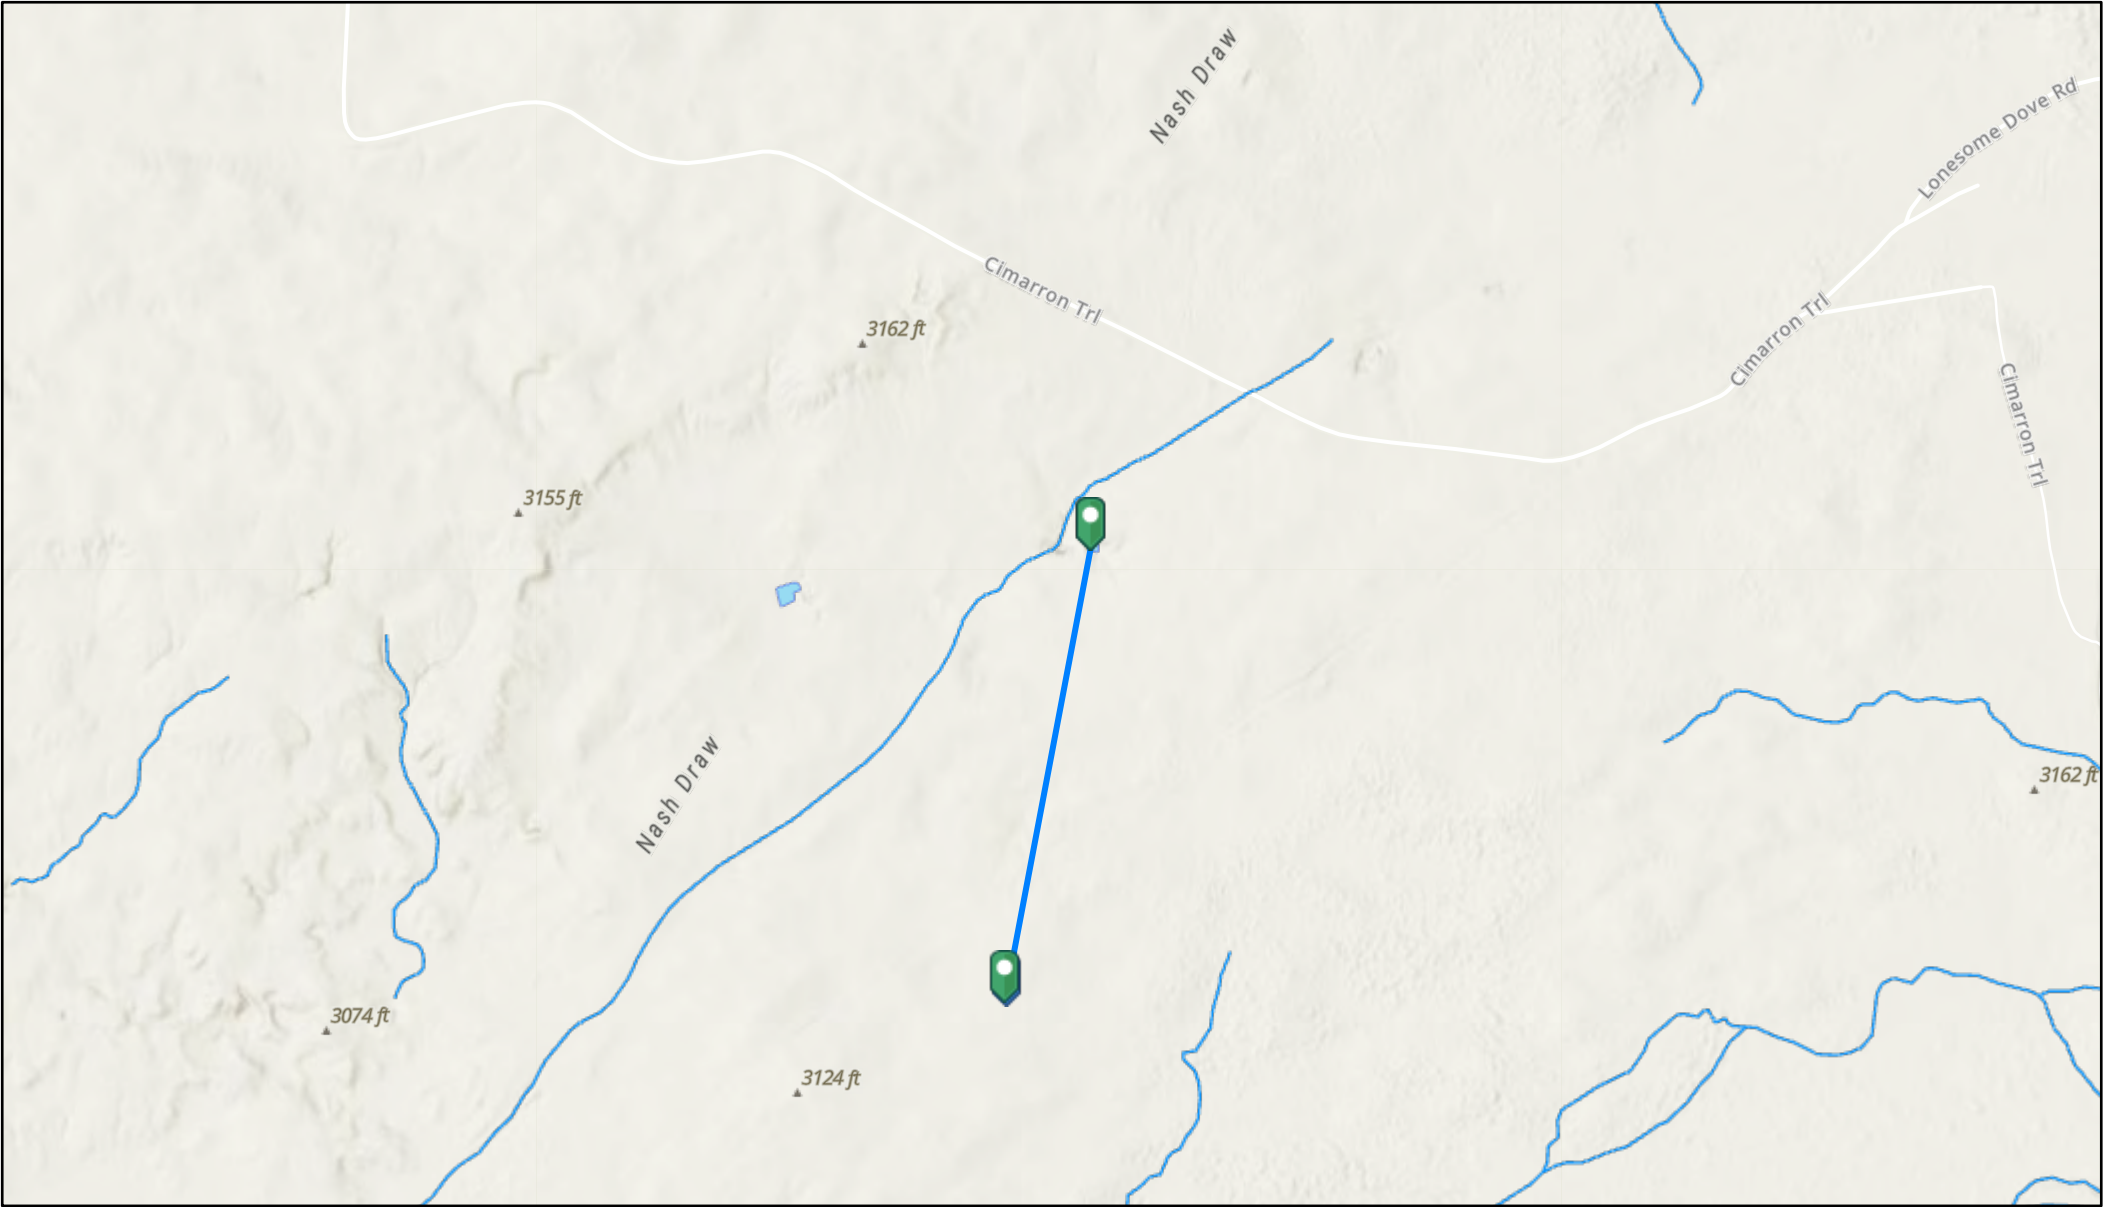 Nash Draw
Lonesome Dove Rd
Cimarron Trl
Cimarron Trl
3162 ft
Cimarron Trl
3155 ft
Nash Draw
3162 ft
3074 ft
3124 ft